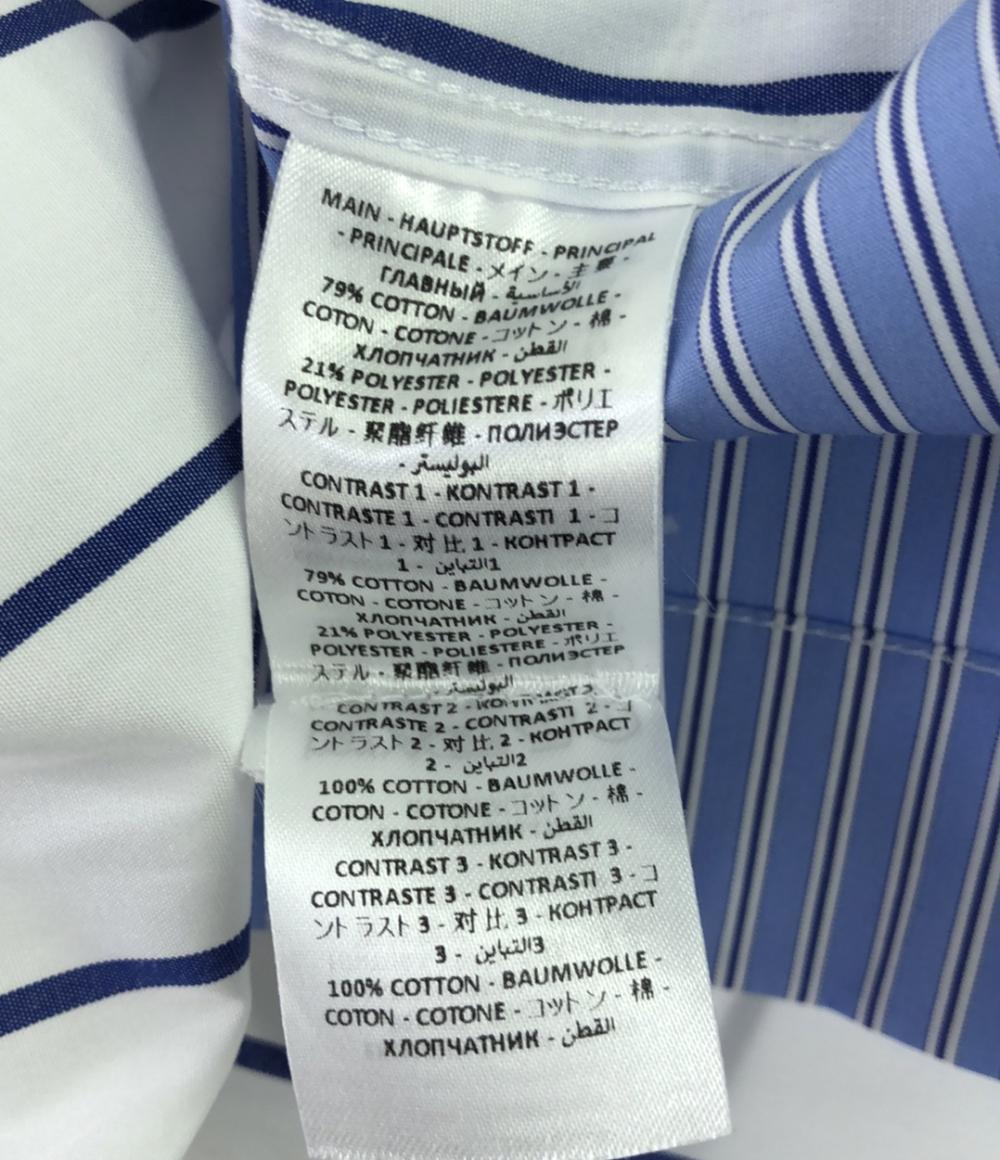 MAIN - HAUPTSTOFF - PRINCIPAL
- PRINCIPALE - メイン - 主要 -
ГЛАВНЫЙ - الأساسية
79% COTTON - BAUMWOLLE -
COTON - COTONE - コットン - 棉 -
ХЛОПЧАТНИК - القطن
21% POLYESTER - POLYESTER -
POLYESTER - POLIESTERE - ポリエ
ステル - 聚酯纤维 - ПОЛИЭСТЕР
- البوليستر
CONTRAST 1 - KONTRAST 1 -
CONTRASTE 1 - CONTRASTI 1 - コ
ントラスト 1 - 对比 1 - КОНТРАСТ
1 - التباين1
79% COTTON - BAUMWOLLE -
COTON - COTONE - コットン - 棉 -
ХЛОПЧАТНИК - القطن
21% POLYESTER - POLYESTER -
POLYESTER - POLIESTERE - ポリエ
ステル - 聚酯纤维 - ПОЛИЭСТЕР
- البوليستر
CONTRAST 2 - KONTRAST 2 -
CONTRASTE 2 - CONTRASTI 2 - コ
ントラスト 2 - 对比 2 - КОНТРАСТ
2 - التباين2
100% COTTON - BAUMWOLLE -
COTON - COTONE - コットン - 棉 -
ХЛОПЧАТНИК - القطن
CONTRAST 3 - KONTRAST 3 -
CONTRASTE 3 - CONTRASTI 3 - コ
ントラスト 3 - 对比 3 - КОНТРАСТ
3 - التباين3
100% COTTON - BAUMWOLLE -
COTON - COTONE - コットン - 棉 -
ХЛОПЧАТНИК - القطن